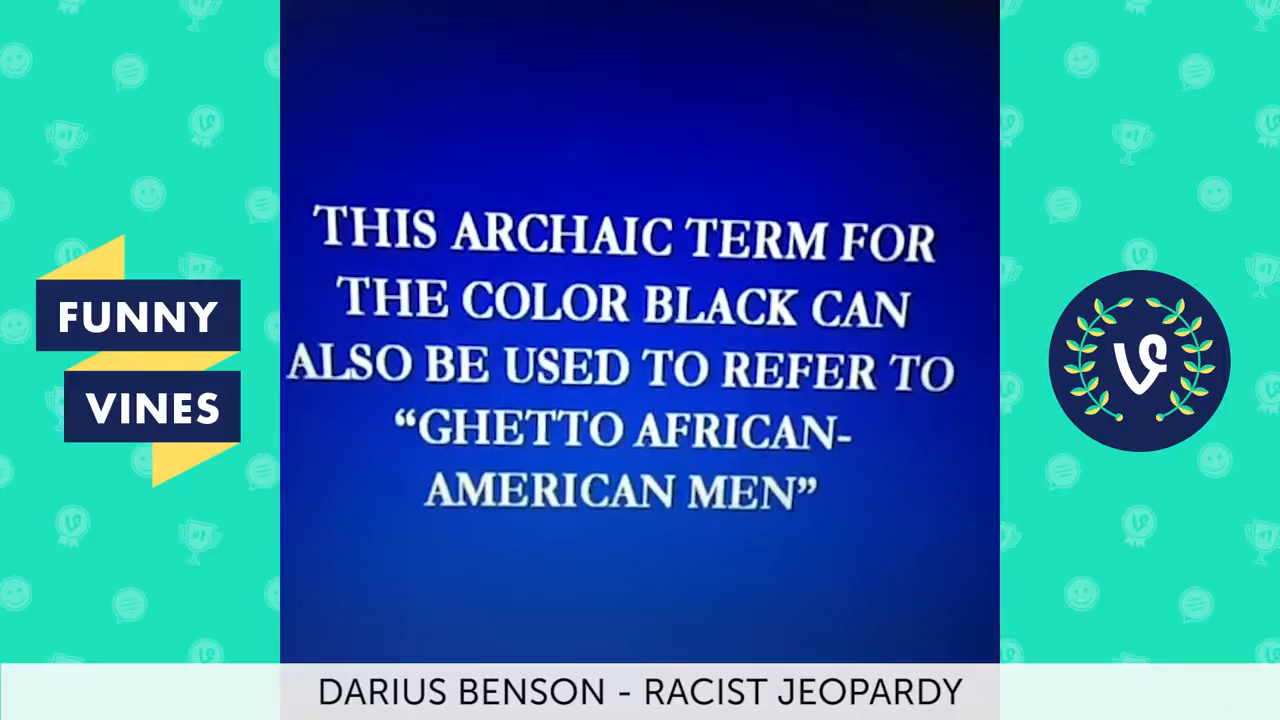 THIS ARCHAIC TERM FOR
THE COLOR BLACK CAN
ALSO BE USED TO REFER TO
“GHETTO AFRICAN-
AMERICAN MEN”
FUNNY
VINES
DARIUS BENSON - RACIST JEOPARDY